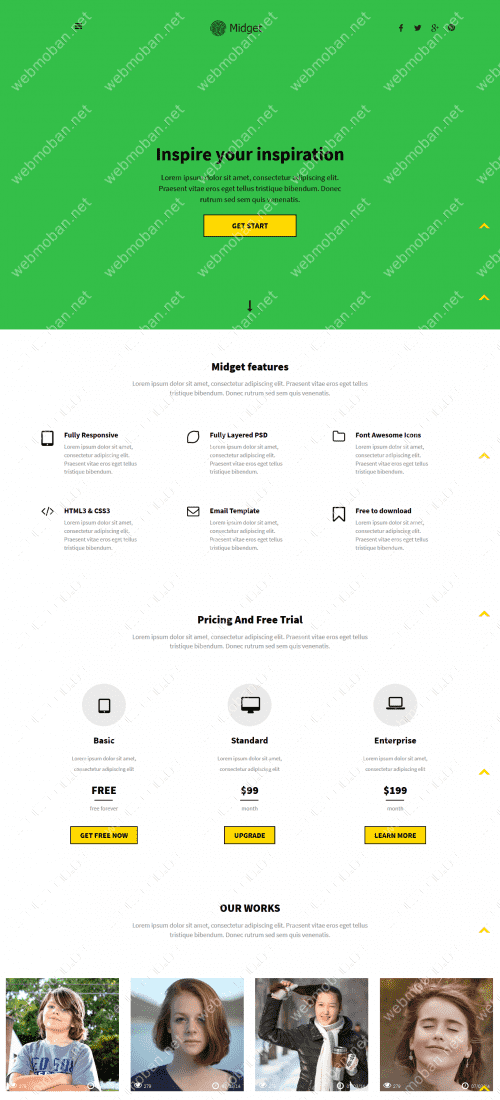 Midget
Inspire your inspiration
Lorem ipsum dolor sit amet, consectetur adipiscing elit.
Praesent vitae eros eget tellus tristique bibendum. Donec
rutrum sed sem quis venenatis.
GET START
Midget features
Lorem ipsum dolor sit amet, consectetur adipiscing elit. Praesent vitae eros eget tellus tristique bibendum. Donec rutrum sed sem quis venenatis.
Fully Responsive
Lorem ipsum dolor sit amet,
consectetur adipiscing elit.
Praesent vitae eros eget tellus
tristique bibendum.
Fully Layered PSD
Lorem ipsum dolor sit amet,
consectetur adipiscing elit.
Praesent vitae eros eget tellus
tristique bibendum.
Font Awesome Icons
Lorem ipsum dolor sit amet,
consectetur adipiscing elit.
Praesent vitae eros eget tellus
tristique bibendum.
HTML3 & CSS3
Lorem ipsum dolor sit amet,
consectetur adipiscing elit.
Praesent vitae eros eget tellus
tristique bibendum.
Email Template
Lorem ipsum dolor sit amet,
consectetur adipiscing elit.
Praesent vitae eros eget tellus
tristique bibendum.
Free to download
Lorem ipsum dolor sit amet,
consectetur adipiscing elit.
Praesent vitae eros eget tellus
tristique bibendum.
Pricing And Free Trial
Lorem ipsum dolor sit amet, consectetur adipiscing elit. Praesent vitae eros eget tellus
tristique bibendum. Donec rutrum sed sem quis venenatis.
Basic
Lorem ipsum dolor sit amet,
consectetur adipiscing elit
FREE
free forever
GET FREE NOW
Standard
Lorem ipsum dolor sit amet,
consectetur adipiscing elit
$99
month
UPGRADE
Enterprise
Lorem ipsum dolor sit amet,
consectetur adipiscing elit
$199
month
LEARN MORE
OUR WORKS
Lorem ipsum dolor sit amet, consectetur adipiscing elit. Praesent vitae eros eget tellus
tristique bibendum. Donec rutrum sed sem quis venenatis.
279
279
279
279
webmoban.net